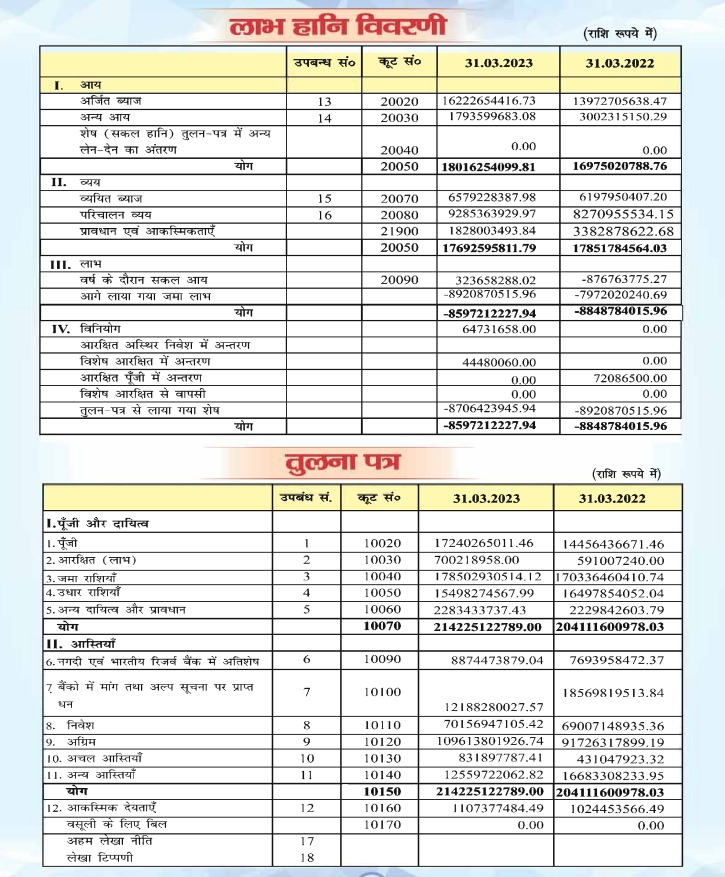 लाभ हानि विवरणी
(राशि रूपये में)
उपबन्ध सं० कूट सं० 31.03.2023 31.03.2022
I. आय
अर्जित ब्याज 13 20020 16222654416.73 13972705638.47
अन्य आय 14 20030 1793599683.08 3002315150.29
शेष (सकल हानि) तुलन-पत्र में अन्य
लेन-देन का अंतरण 20040 0.00 0.00
योग 20050 18016254099.81 16975020788.76
II. व्यय
व्ययित ब्याज 15 20070 6579228387.98 6197950407.20
परिचालन व्यय 16 20080 9285363929.97 8270955534.15
प्रावधान एवं आकस्मिकताएँ 21900 1828003493.84 3382878622.68
योग 20050 17692595811.79 17851784564.03
III. लाभ
वर्ष के दौरान सकल आय 20090 323658288.02 -876763775.27
आगे लाया गया जमा लाभ -8920870515.96 -7972020240.69
योग -8597212227.94 -8848784015.96
IV. विनियोग 64731658.00 0.00
आरक्षित अस्थिर निवेश में अन्तरण
विशेष आरक्षित में अन्तरण 44480060.00 0.00
आरक्षित पूँजी में अन्तरण 0.00 72086500.00
विशेष आरक्षित से वापसी 0.00 0.00
तुलन-पत्र से लाया गया शेष -8706423945.94 -8920870515.96
योग -8597212227.94 -8848784015.96
तुलना पत्र
(राशि रूपये में)
उपबंध सं. कूट सं० 31.03.2023 31.03.2022
I.पूँजी और दायित्व
1. पूँजी 1 10020 17240265011.46 14456436671.46
2. आरक्षित (लाभ) 2 10030 700218958.00 591007240.00
3. जमा राशियाँ 3 10040 178502930514.12 170336460410.74
4. उधार राशियाँ 4 10050 15498274567.99 16497854052.04
5. अन्य दायित्व और प्रावधान 5 10060 2283433737.43 2229842603.79
योग 10070 214225122789.00 204111600978.03
II. आस्तियाँ
6. नगदी एवं भारतीय रिजर्व बैंक में अतिशेष 6 10090 8874473879.04 7693958472.37
7. बैंको में मांग तथा अल्प सूचना पर प्राप्त
धन 7 10100 12188280027.57 18569819513.84
8. निवेश 8 10110 70156947105.42 69007148935.36
9. अग्रिम 9 10120 109613801926.74 91726317899.19
10. अचल आस्तियाँ 10 10130 831897787.41 431047923.32
11. अन्य आस्तियाँ 11 10140 12559722062.82 16683308233.95
योग 10150 214225122789.00 204111600978.03
12. आकस्मिक देयताएँ 12 10160 1107377484.49 1024453566.49
वसूली के लिए बिल 10170 0.00 0.00
अहम लेखा नीति 17
लेखा टिप्पणी 18